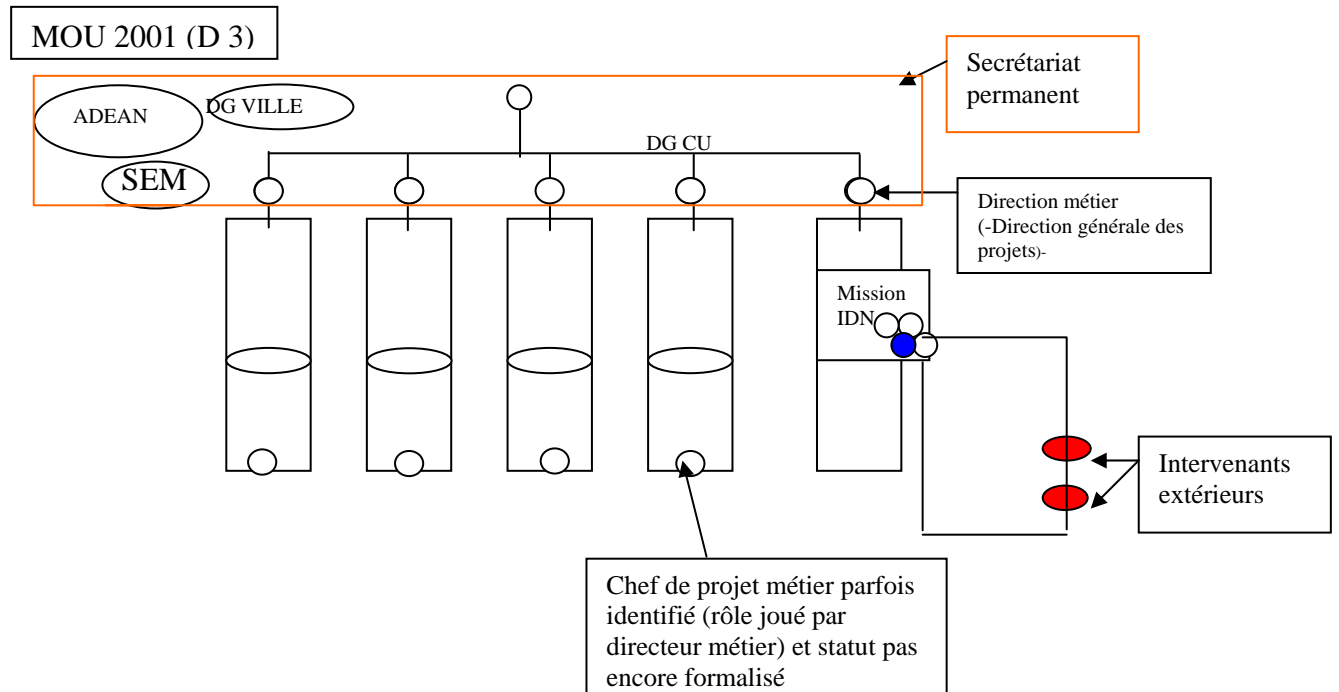 MOU 2001 (D 3)
Secrétariat
permanent
ADEAN
DG VILLE
DG CU
SEM
Direction métier
(-Direction générale des
projets)-
Mission
IDN
Intervenants
extérieurs
Chef de projet métier parfois
identifié (rôle joué par
directeur métier) et statut pas
encore formalisé